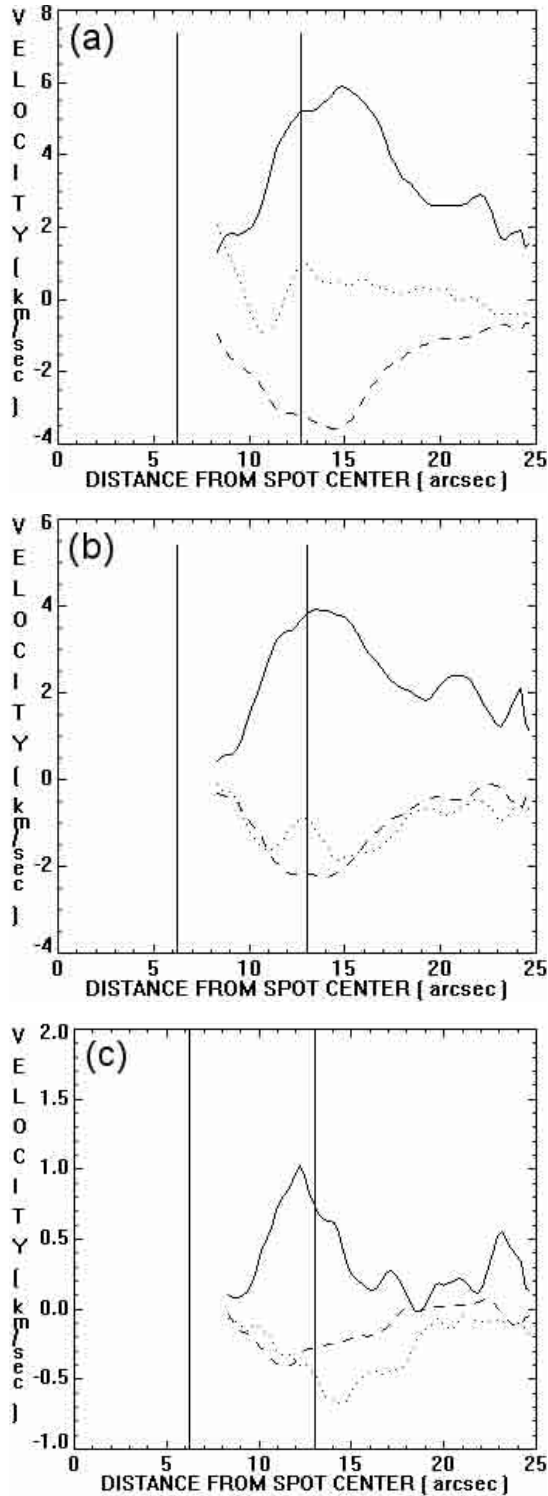 (a)
VELOCITY [km/sec]
8
6
4
2
0
-2
-4
0 5 10 15 20 25
DISTANCE FROM SPOT CENTER [ arcsec ]
(b)
VELOCITY [km/sec]
6
4
2
0
-2
-4
0 5 10 15 20 25
DISTANCE FROM SPOT CENTER [ arcsec ]
(c)
VELOCITY [km/sec]
2.0
1.5
1.0
0.5
0.0
-0.5
-1.0
0 5 10 15 20 25
DISTANCE FROM SPOT CENTER [ arcsec ]